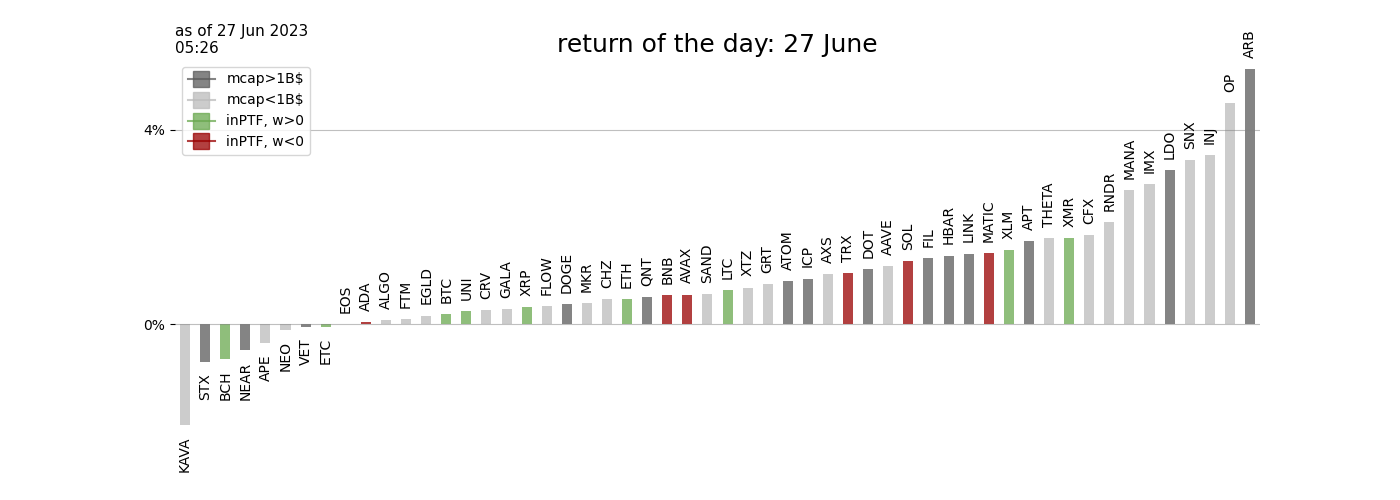 as of 27 Jun 2023
05:26
return of the day: 27 June
mcap>1B$
mcap<1B$
inPTF, w>0
inPTF, w<0
4%
0%
KAVA
STX
BCH
NEAR
APE
NEO
VET
ETC
EOS
ADA
ALGO
FTM
EGLD
BTC
UNI
CRV
GALA
XRP
FLOW
DOGE
MKR
CHZ
ETH
QNT
BNB
AVAX
SAND
LTC
XTZ
GRT
ATOM
ICP
AXS
TRX
DOT
AAVE
SOL
FIL
HBAR
LINK
MATIC
XLM
APT
THETA
XMR
CFX
RNDR
MANA
IMX
LDO
SNX
INJ
OP
ARB